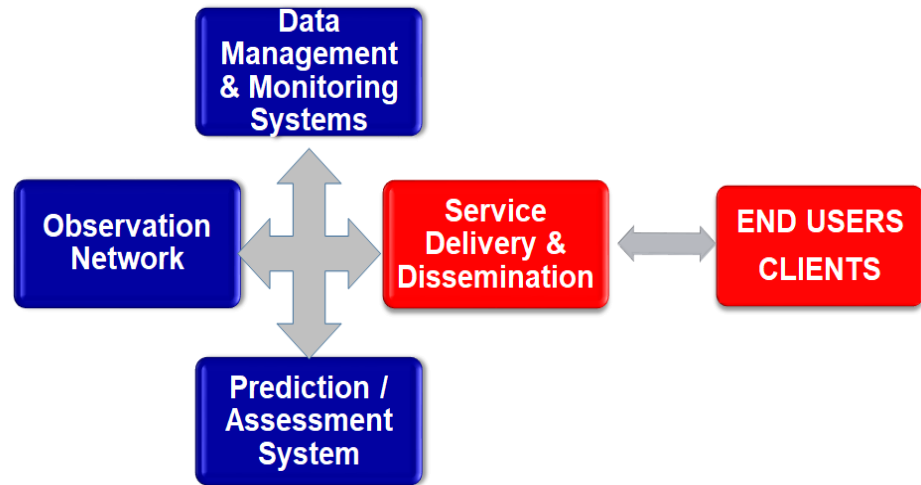 Data
Management
& Monitoring
Systems
Observation
Network
Service
Delivery &
Dissemination
END USERS
CLIENTS
Prediction /
Assessment
System